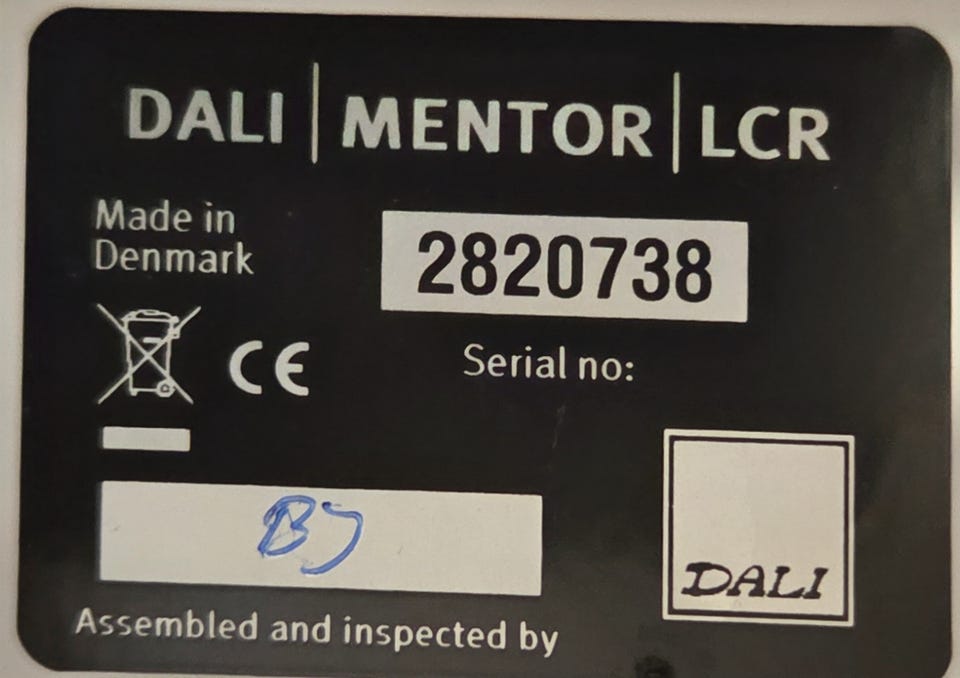 DALI | MENTOR | LCR
Made in
Denmark
2820738
CE
Serial no:
BJ
DALI
Assembled and inspected by